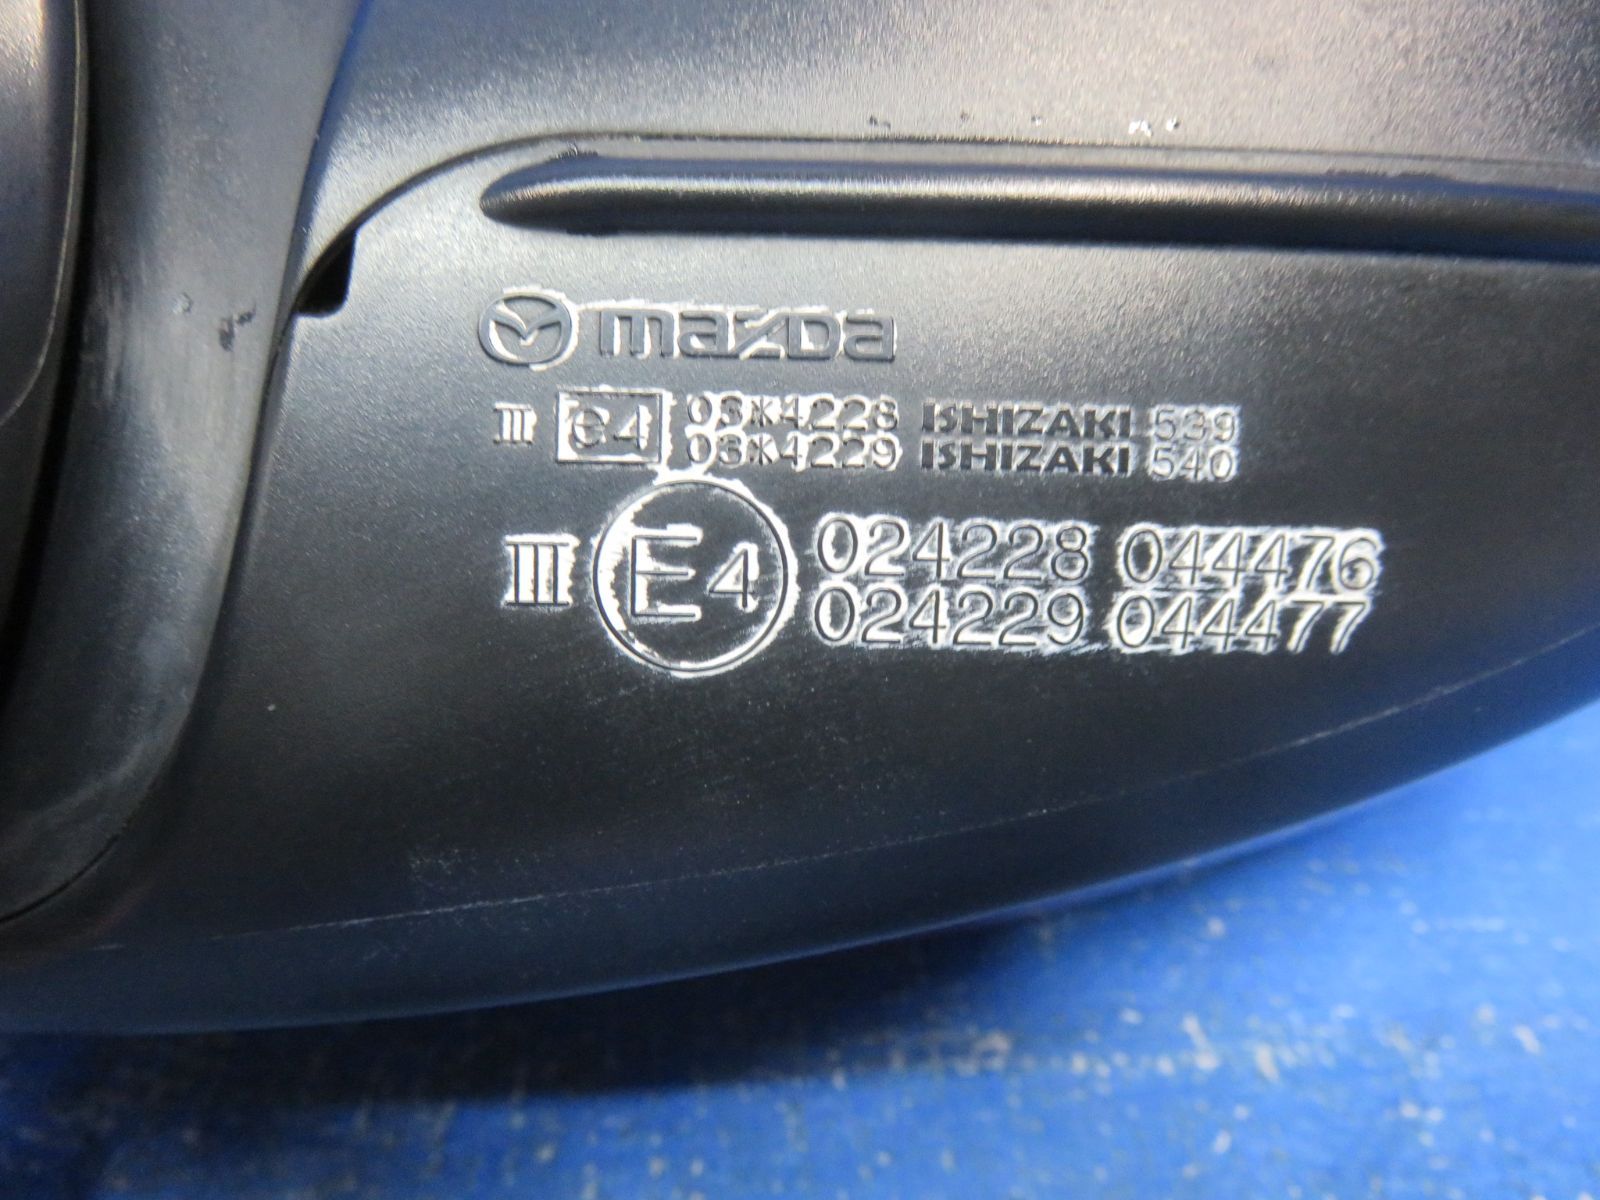 mazda
III e4 03*4228 ISHIZAKI 539
03*4229 ISHIZAKI 540
III E4 024228 044476
024229 044477